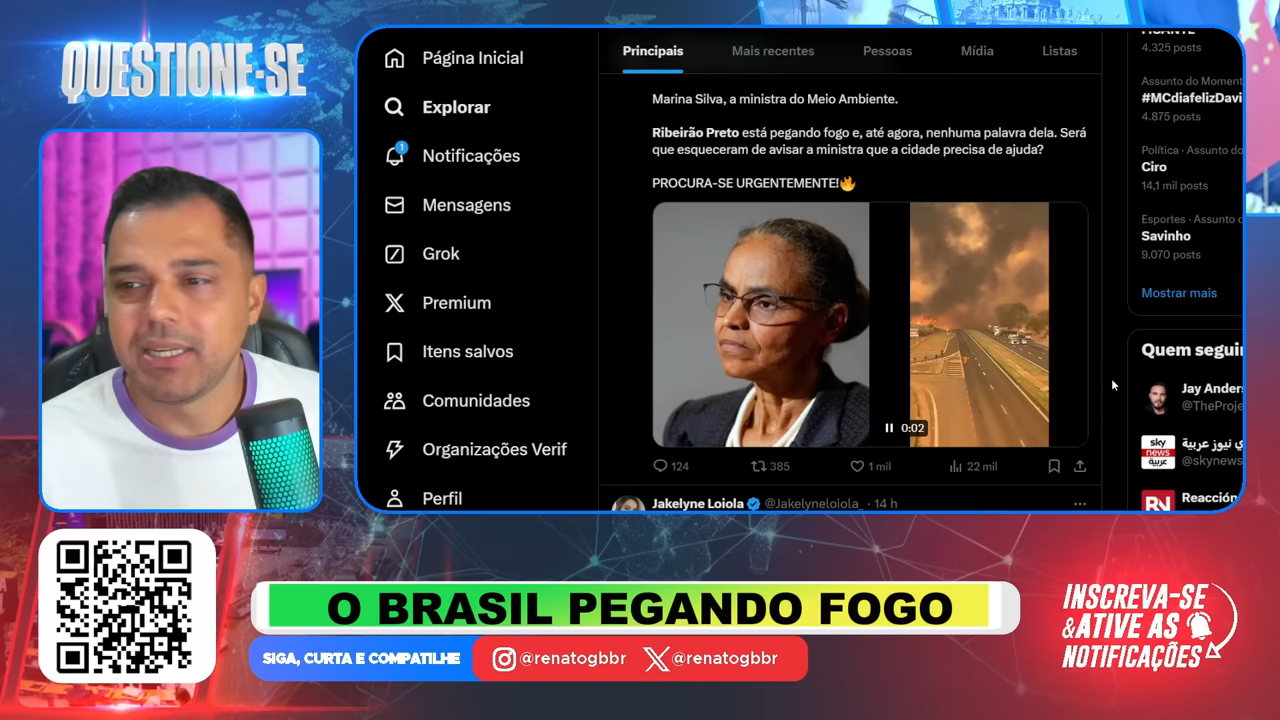 QUESTIONE-SE
Página Inicial
Explorar
1
Notificações
Mensagens
Grok
Premium
Itens salvos
Comunidades
Organizações Verif
Perfil
Principais
Mais recentes
Pessoas
Mídia
Listas
Marina Silva, a ministra do Meio Ambiente.
Ribeirão Preto está pegando fogo e, até agora, nenhuma palavra dela. Será
que esqueceram de avisar a ministra que a cidade precisa de ajuda?
PROCURA-SE URGENTEMENTE!🔥
0:02
124
385
1 mil
22 mil
Jakelyne Loiola @Jakelyneloiola_ · 14 h
4.325 posts
Assunto do Moment
#MCdiafelizDavi
4.875 posts
Política · Assunto do
Ciro
14,1 mil posts
Esportes · Assunto d
Savinho
9.070 posts
Mostrar mais
Quem seguir
Jay Anders
@TheProje
sky
news
عربية
ي نيوز عربية
@skynews
RN
Reacción
O BRASIL PEGANDO FOGO
SIGA, CURTA E COMPATILHE
@renatogbbr
@renatogbbr
INSCREVA-SE
&ATIVE AS
NOTIFICAÇÕES